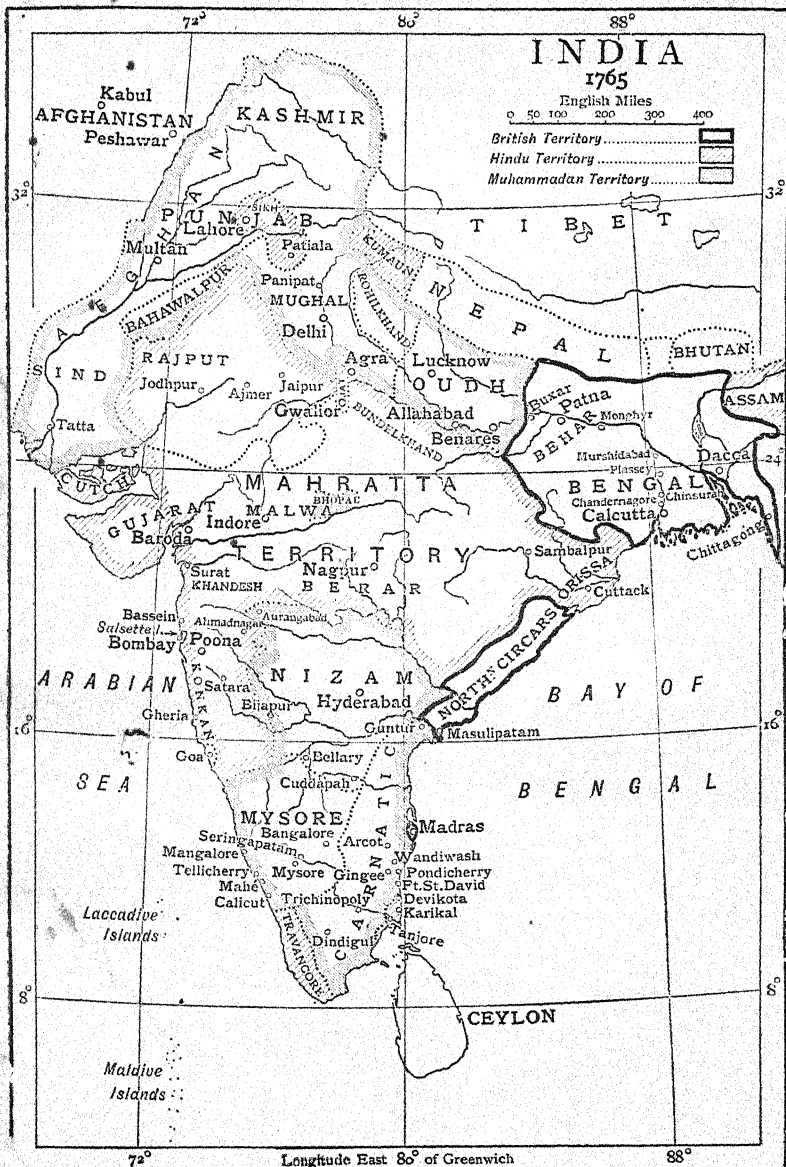 72° 80° 88°
INDIA
1765
English Miles
0 50 100 200 300 400
British Territory
Hindu Territory
Muhammadan Territory
Kabul
AFGHANISTAN
Peshawar
KASHMIR
32° 32°
AFGHAN
PUNJAB
SIKH
Lahore
Multan
Patiala
TIBET
KUMAUN
BAHAWALPUR
Panipat
MUGHAL
Delhi
ROHILKHAND
NEPAL
BHUTAN
SIND
RAJPUT
Jodhpur
Ajmer
Jaipur
Agra
Lucknow
OUDH
Gwalior
BUNDELKHAND
Allahabad
Benares
Buxar
Patna
BEHAR
Monghyr
ASSAM
Tatta
CUTCH
Murshidabad
Dacca
24°
Plassey
MAHRATTA
BENGAL
Chandernagore
Chinsurah
Calcutta
Chittagong
GUJARAT
BHOPAL
MALWA
Indore
Baroda
TERRITORY
Sambalpur
Surat
KHANDESH
Nagpur
BERAR
ORISSA
Cuttack
Bassein
Salsette I.
Bombay
Ahmadnagar
Aurangabad
Poona
NORTHN CIRCARS
ARABIAN
KONKAN
Satara
NIZAM
Hyderabad
BAY OF
Bijapur
Gheria
Guntur
Masulipatam
16° 16°
Goa
Bellary
Cuddapah
SEA
BENGAL
CARNATIC
MYSORE
Bangalore
Seringapatam
Arcot
Madras
Mangalore
Wandiwash
Tellicherry
Mysore
Gingee
Pondicherry
Mahé
Ft.St.David
Calicut
Trichinopoly
Devikota
Karikal
Laccadive
Islands
TRAVANCORE
Dindigul
Tanjore
8° 8°
CEYLON
Maldive
Islands
72° Longitude East 80° of Greenwich 88°